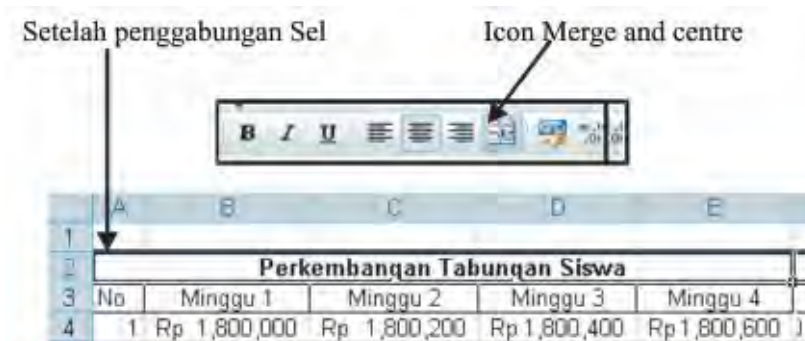 Setelah penggabungan Sel Icon Merge and centre
B I U
A B C D E
1
2 Perkembangan Tabungan Siswa
3 No Minggu 1 Minggu 2 Minggu 3 Minggu 4
4 1 Rp 1,800,000 Rp 1,800,200 Rp 1,800,400 Rp 1,800,600